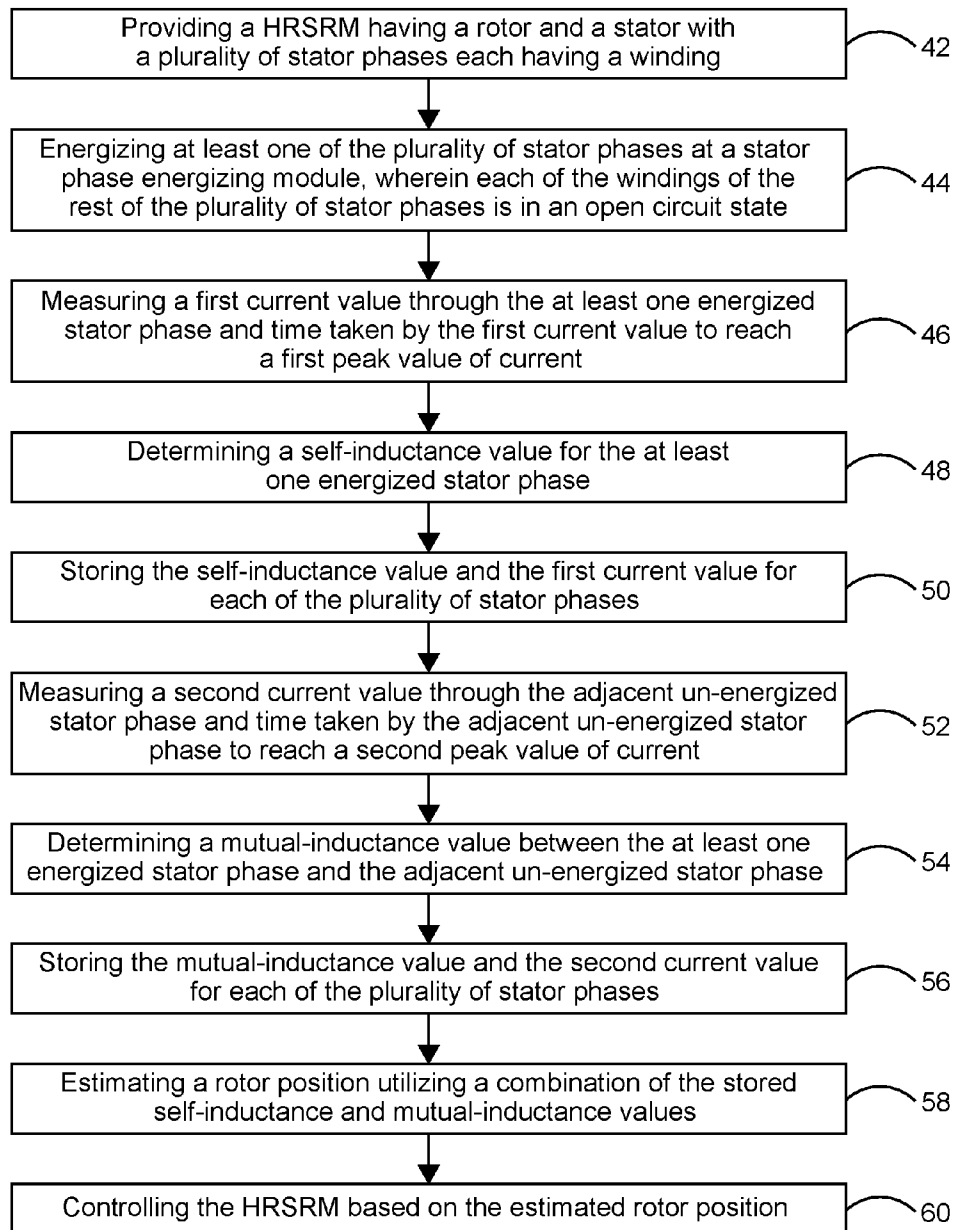 Providing a HRSRM having a rotor and a stator with
a plurality of stator phases each having a winding
42
Energizing at least one of the plurality of stator phases at a stator
phase energizing module, wherein each of the windings of the
rest of the plurality of stator phases is in an open circuit state
44
Measuring a first current value through the at least one energized
stator phase and time taken by the first current value to reach
a first peak value of current
46
Determining a self-inductance value for the at least
one energized stator phase
48
Storing the self-inductance value and the first current value for
each of the plurality of stator phases
50
Measuring a second current value through the adjacent un-energized
stator phase and time taken by the adjacent un-energized stator
phase to reach a second peak value of current
52
Determining a mutual-inductance value between the at least one
energized stator phase and the adjacent un-energized stator phase
54
Storing the mutual-inductance value and the second current value
for each of the plurality of stator phases
56
Estimating a rotor position utilizing a combination of the stored
self-inductance and mutual-inductance values
58
Controlling the HRSRM based on the estimated rotor position
60